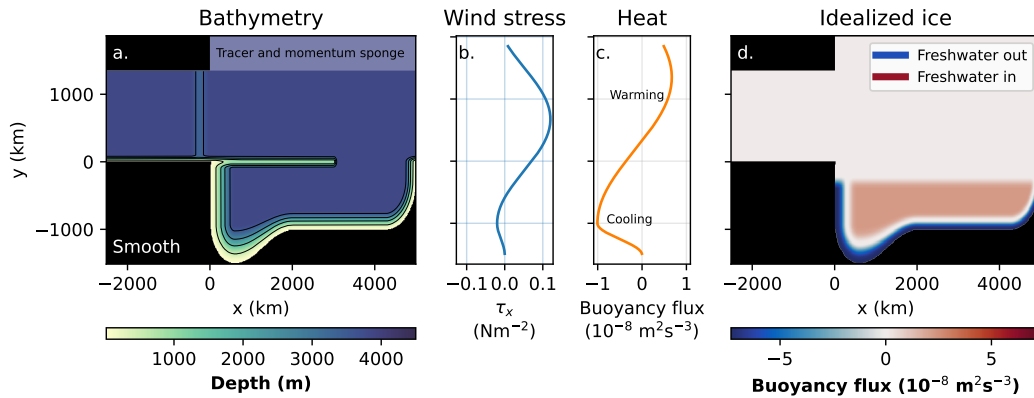 Bathymetry
Wind stress
Heat
Idealized ice
a.
Tracer and momentum sponge
b.
c.
d.
Freshwater out
Freshwater in
Warming
Cooling
Smooth
1000
0
−1000
y (km)
−2000 0 2000 4000
x (km)
−0.1 0.0 0.1
τx
(Nm−2)
−1 0 1
Buoyancy flux
(10−8 m2s−3)
−2000 0 2000 4000
x (km)
1000 2000 3000 4000
Depth (m)
−5 0 5
Buoyancy flux (10−8 m2s−3)